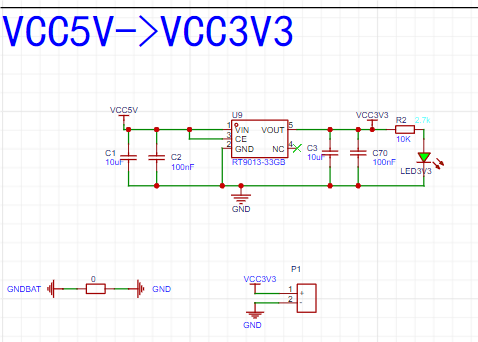 VCC5V->VCC3V3
VCC5V
U9
VCC3V3
R2 2.7k
1 VIN VOUT 5
3 CE
2 GND NC 4
10K
C1
10uF
C2
100nF
RT9013-33GB
C3
10uF
C70
100nF
LED3V3
GND
P1
GNDBAT
0
GND
VCC3V3
1 +
2 -
GND